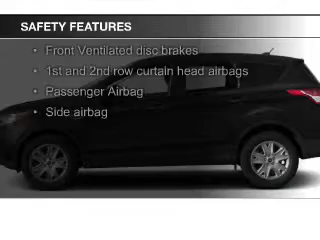 SAFETY FEATURES
• Front Ventilated disc brakes
• 1st and 2nd row curtain head airbags
• Passenger Airbag
• Side airbag